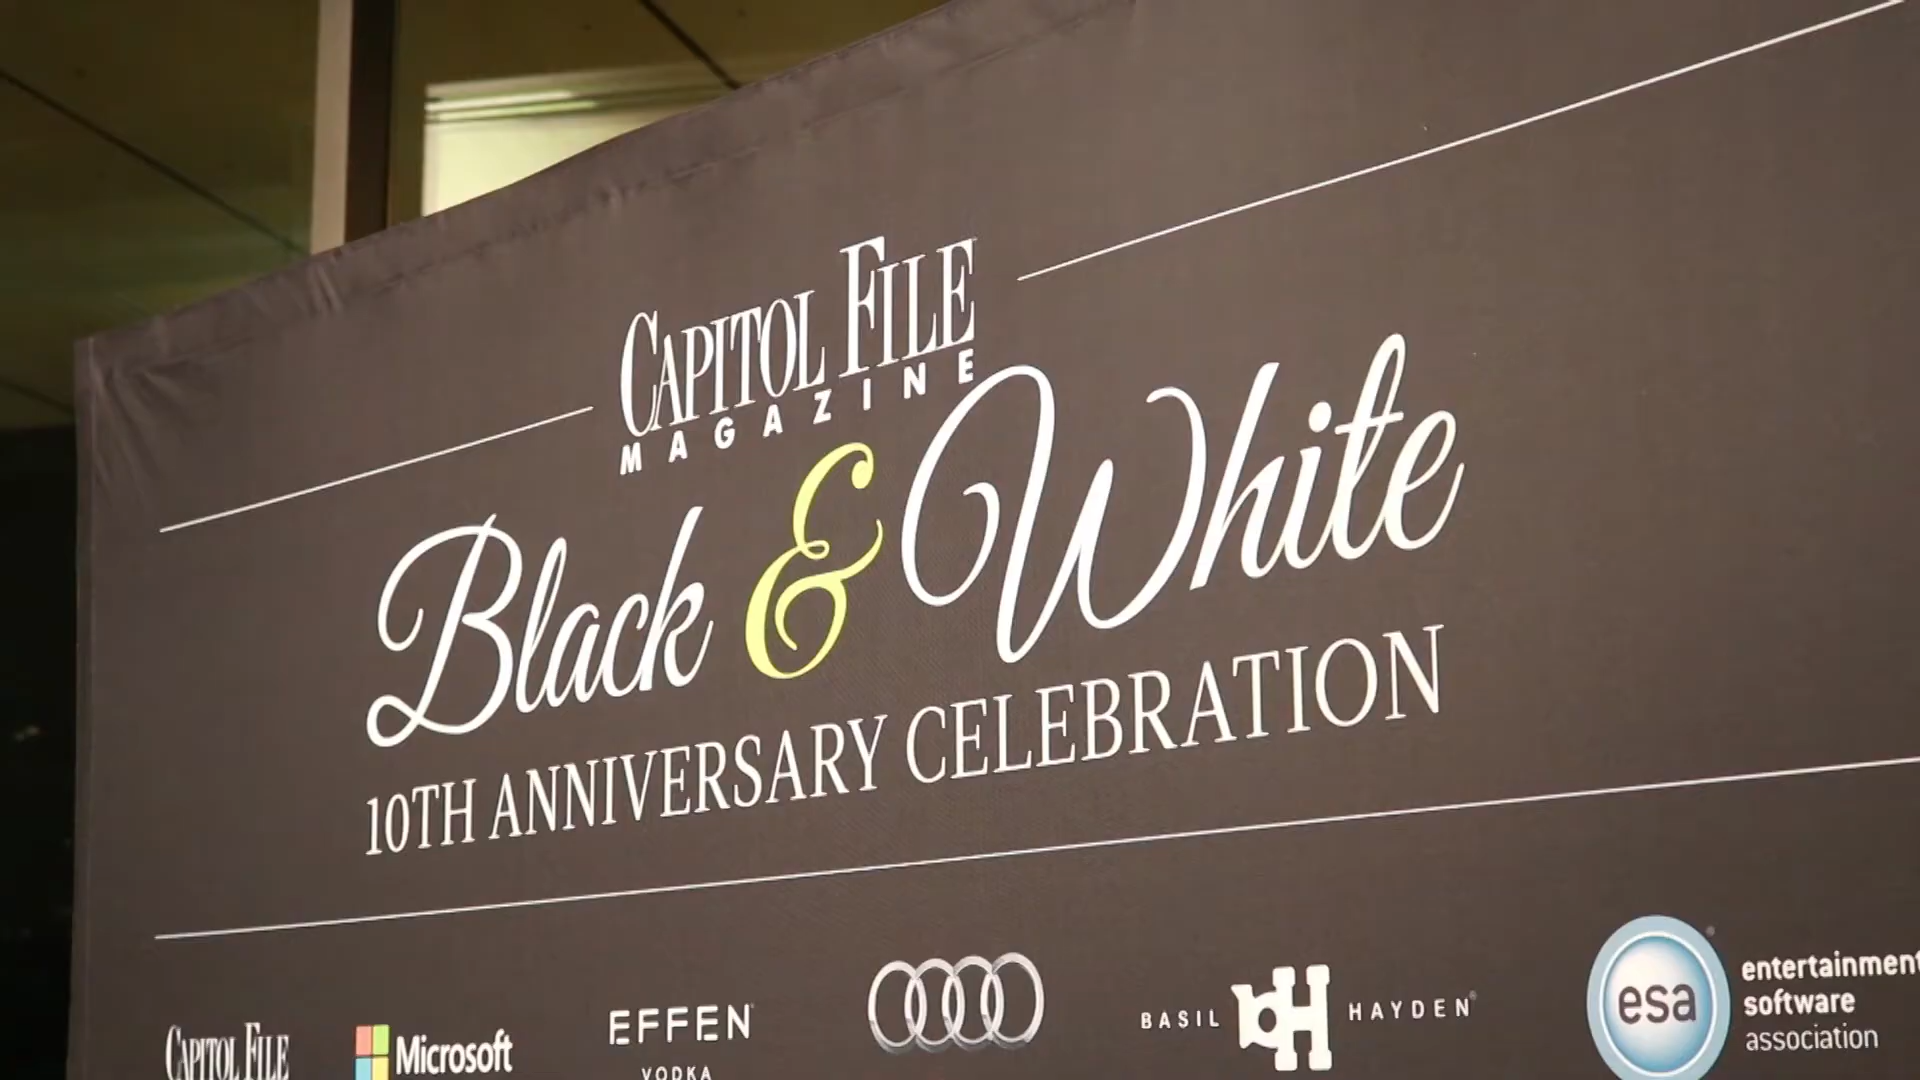 CAPITOL FILE
MAGAZINE
Black & White
10TH ANNIVERSARY CELEBRATION
CAPITOL FILE
Microsoft
EFFEN
VODKA
BASIL bH HAYDEN®
esa® entertainment
software
association